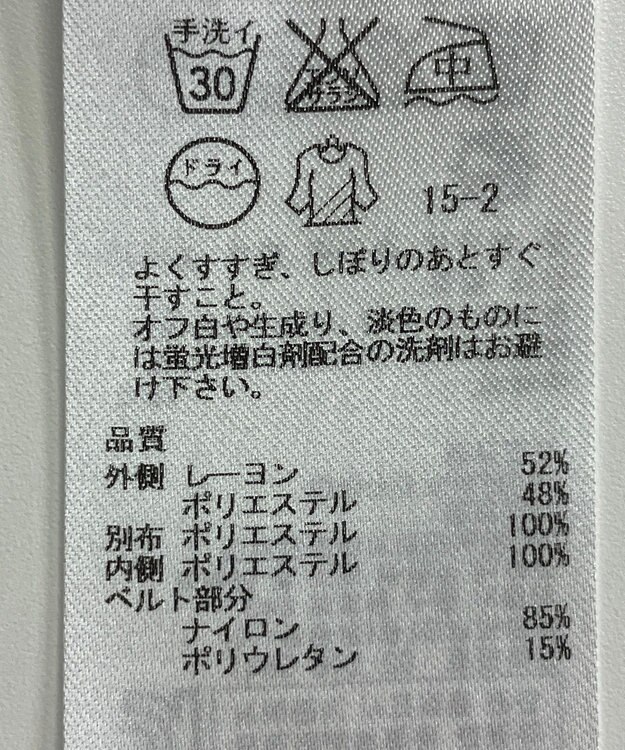 手洗イ
30
エンソ
サラシ
中
ドライ
15-2
よくすすぎ、しぼりのあとすぐ
干すこと。
オフ白や生成り、淡色のものに
は蛍光増白剤配合の洗剤はお避
け下さい。
品質
外側 レーヨン 52%
ポリエステル 48%
別布 ポリエステル 100%
内側 ポリエステル 100%
ベルト部分
ナイロン 85%
ポリウレタン 15%